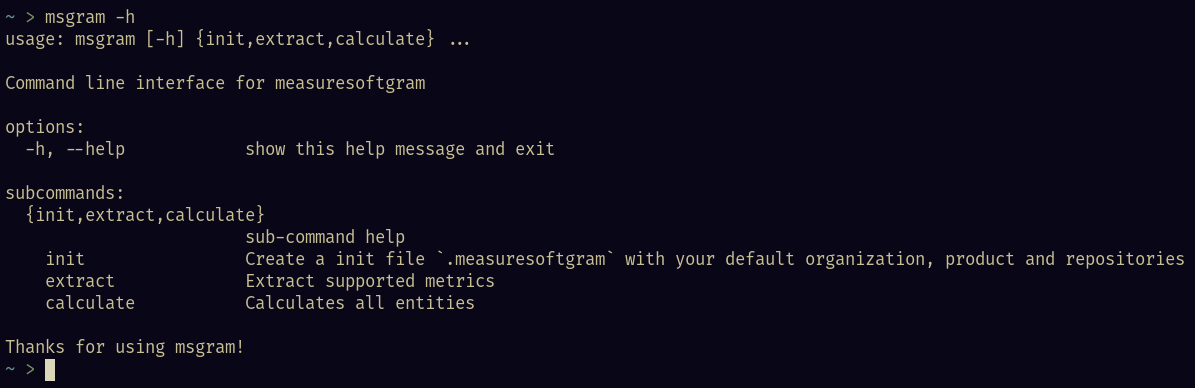 ~ > msgram -h
usage: msgram [-h] {init,extract,calculate} ...
Command line interface for measuresoftgram
options:
-h, --help show this help message and exit
subcommands:
{init,extract,calculate}
sub-command help
init Create a init file `.measuresoftgram` with your default organization, product and repositories
extract Extract supported metrics
calculate Calculates all entities
Thanks for using msgram!
~ >